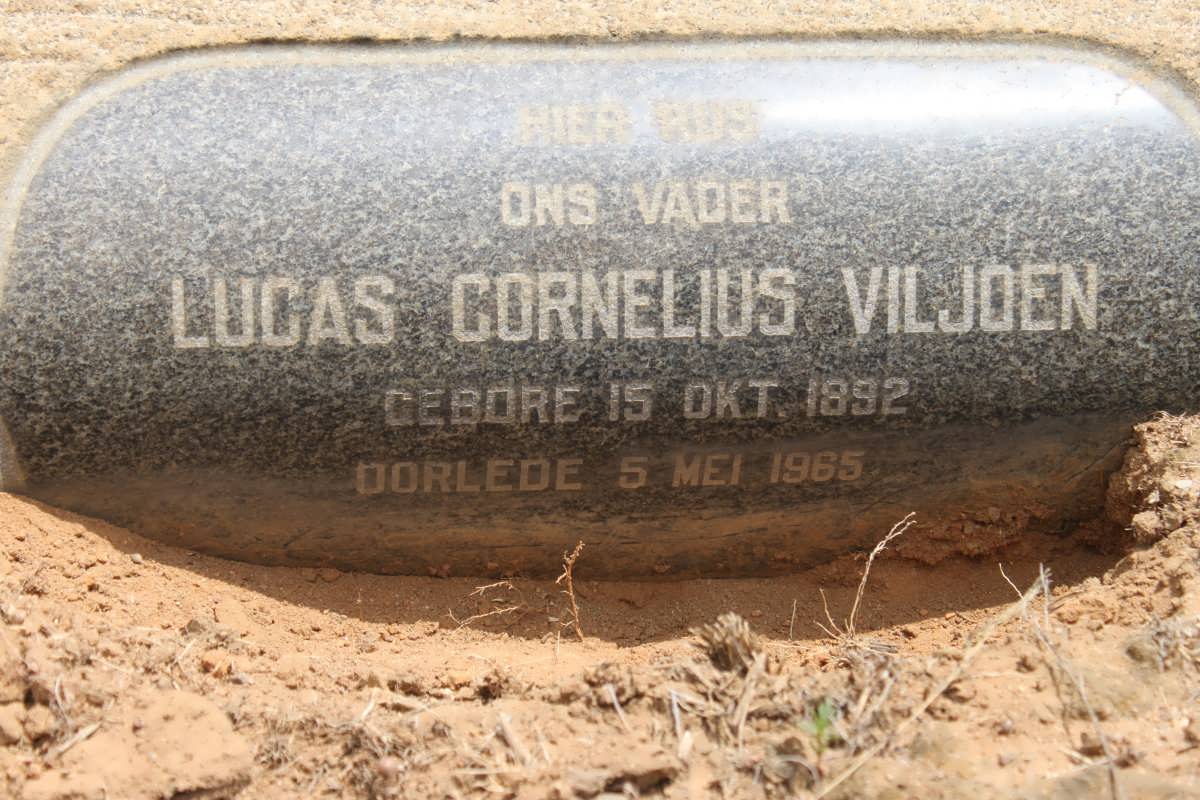 HIER RUS
ONS VADER
LUCAS CORNELIUS VILJOEN
GEBORE 15 OKT. 1892
OORLEDE 5 MEI 1965